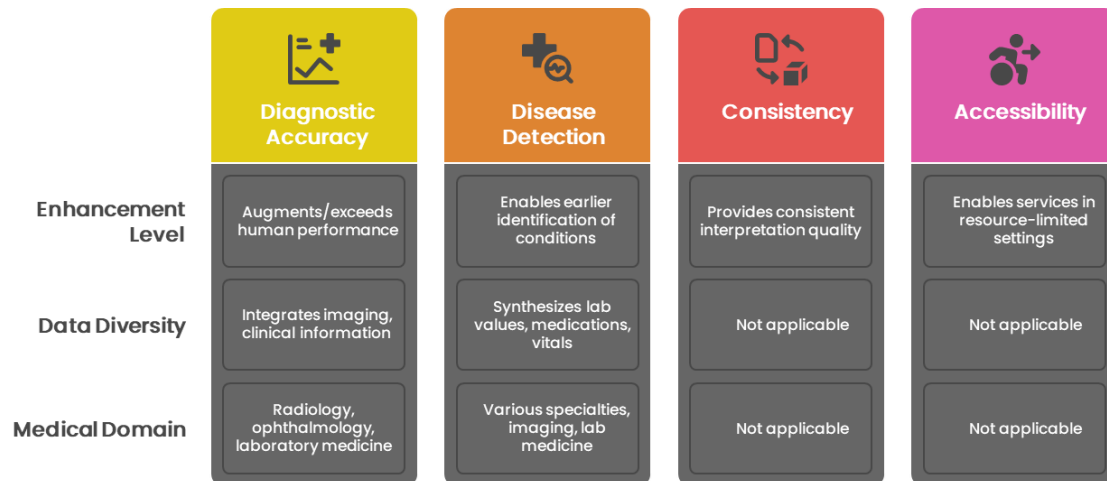 Diagnostic
Accuracy
Disease
Detection
Consistency
Accessibility
Enhancement
Level
Augments/exceeds
human performance
Enables earlier
identification of
conditions
Provides consistent
interpretation quality
Enables services in
resource-limited
settings
Data Diversity
Integrates imaging,
clinical information
Synthesizes lab
values, medications,
vitals
Not applicable
Not applicable
Medical Domain
Radiology,
ophthalmology,
laboratory medicine
Various specialties,
imaging, lab
medicine
Not applicable
Not applicable